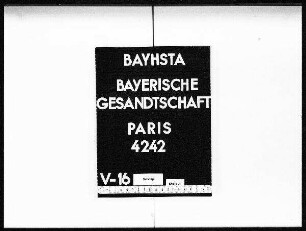 BAYHSTA
BAYERISCHE
GESANDTSCHAFT
PARIS
4242
V-16